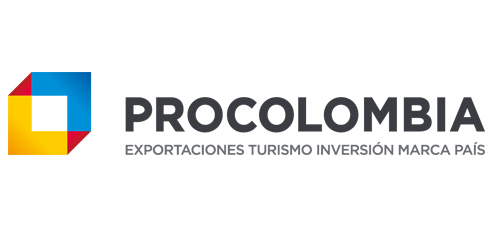 PROCOLOMBIA
EXPORTACIONES TURISMO INVERSIÓN MARCA PAÍS